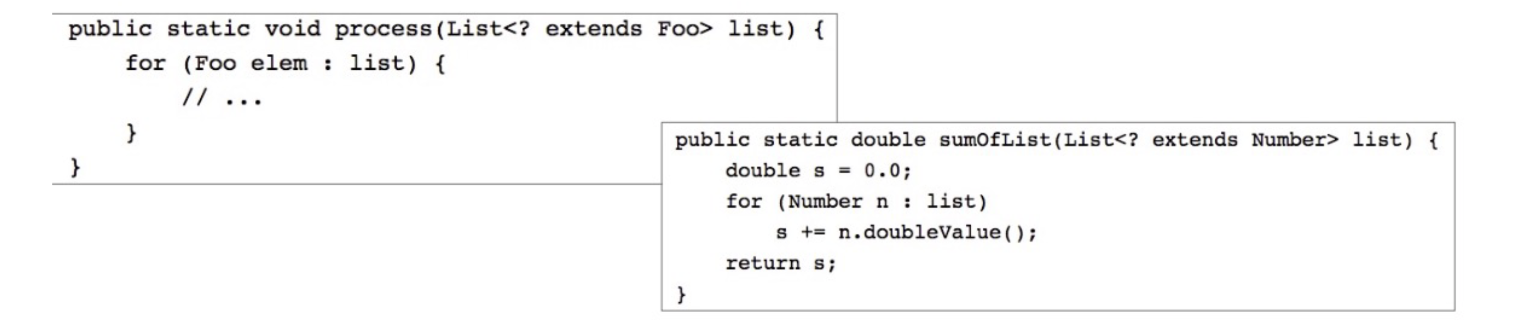 public static void process(List<? extends Foo> list) {
    for (Foo elem : list) {
        // ...
    }
}
public static double sumOfList(List<? extends Number> list) {
    double s = 0.0;
    for (Number n : list)
        s += n.doubleValue();
    return s;
}